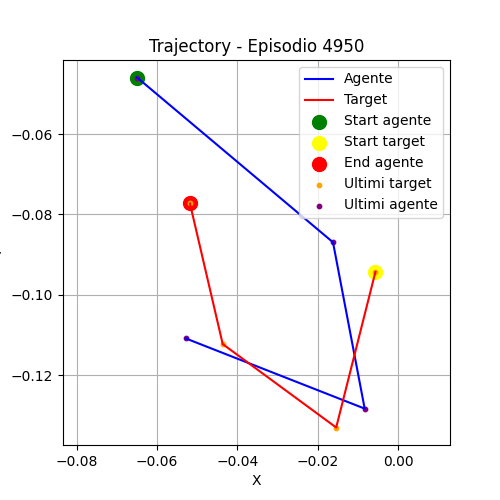 Trajectory - Episodio 4950
Agente
Target
Start agente
Start target
End agente
Ultimi target
Ultimi agente
−0.06
−0.08
−0.10
−0.12
−0.08
−0.06
−0.04
−0.02
0.00
X